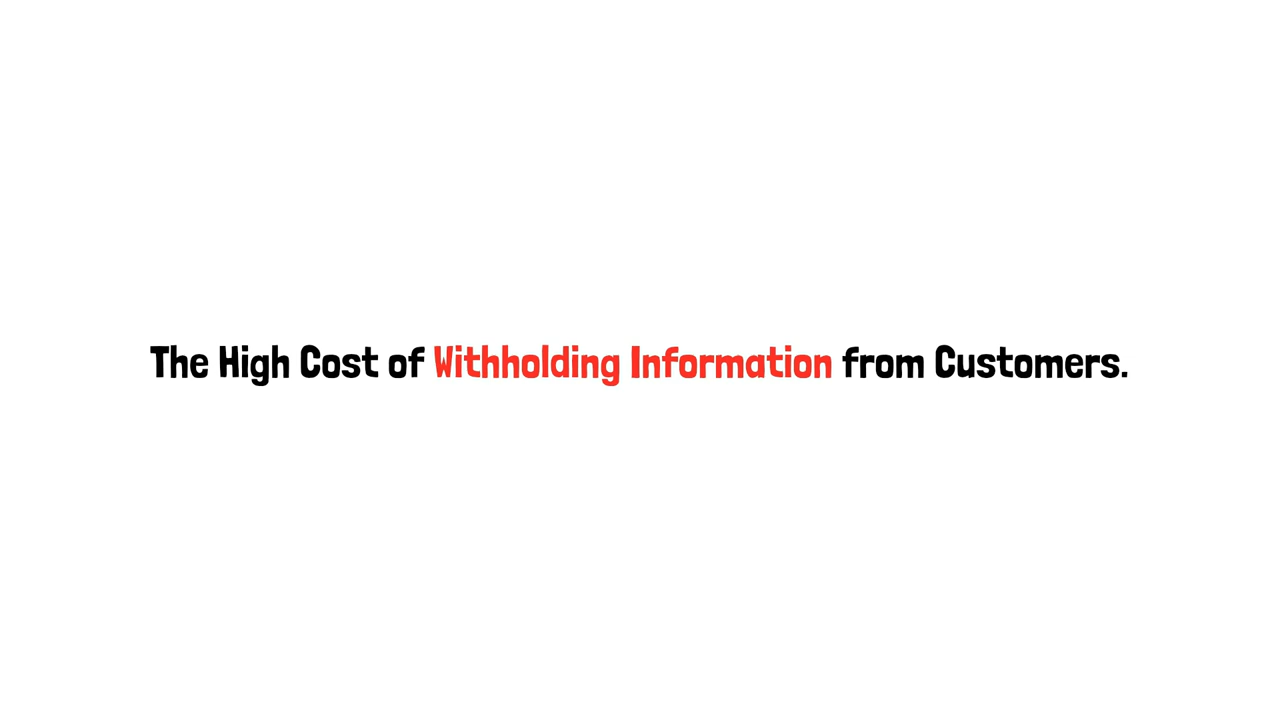 The High Cost of Withholding Information from Customers.